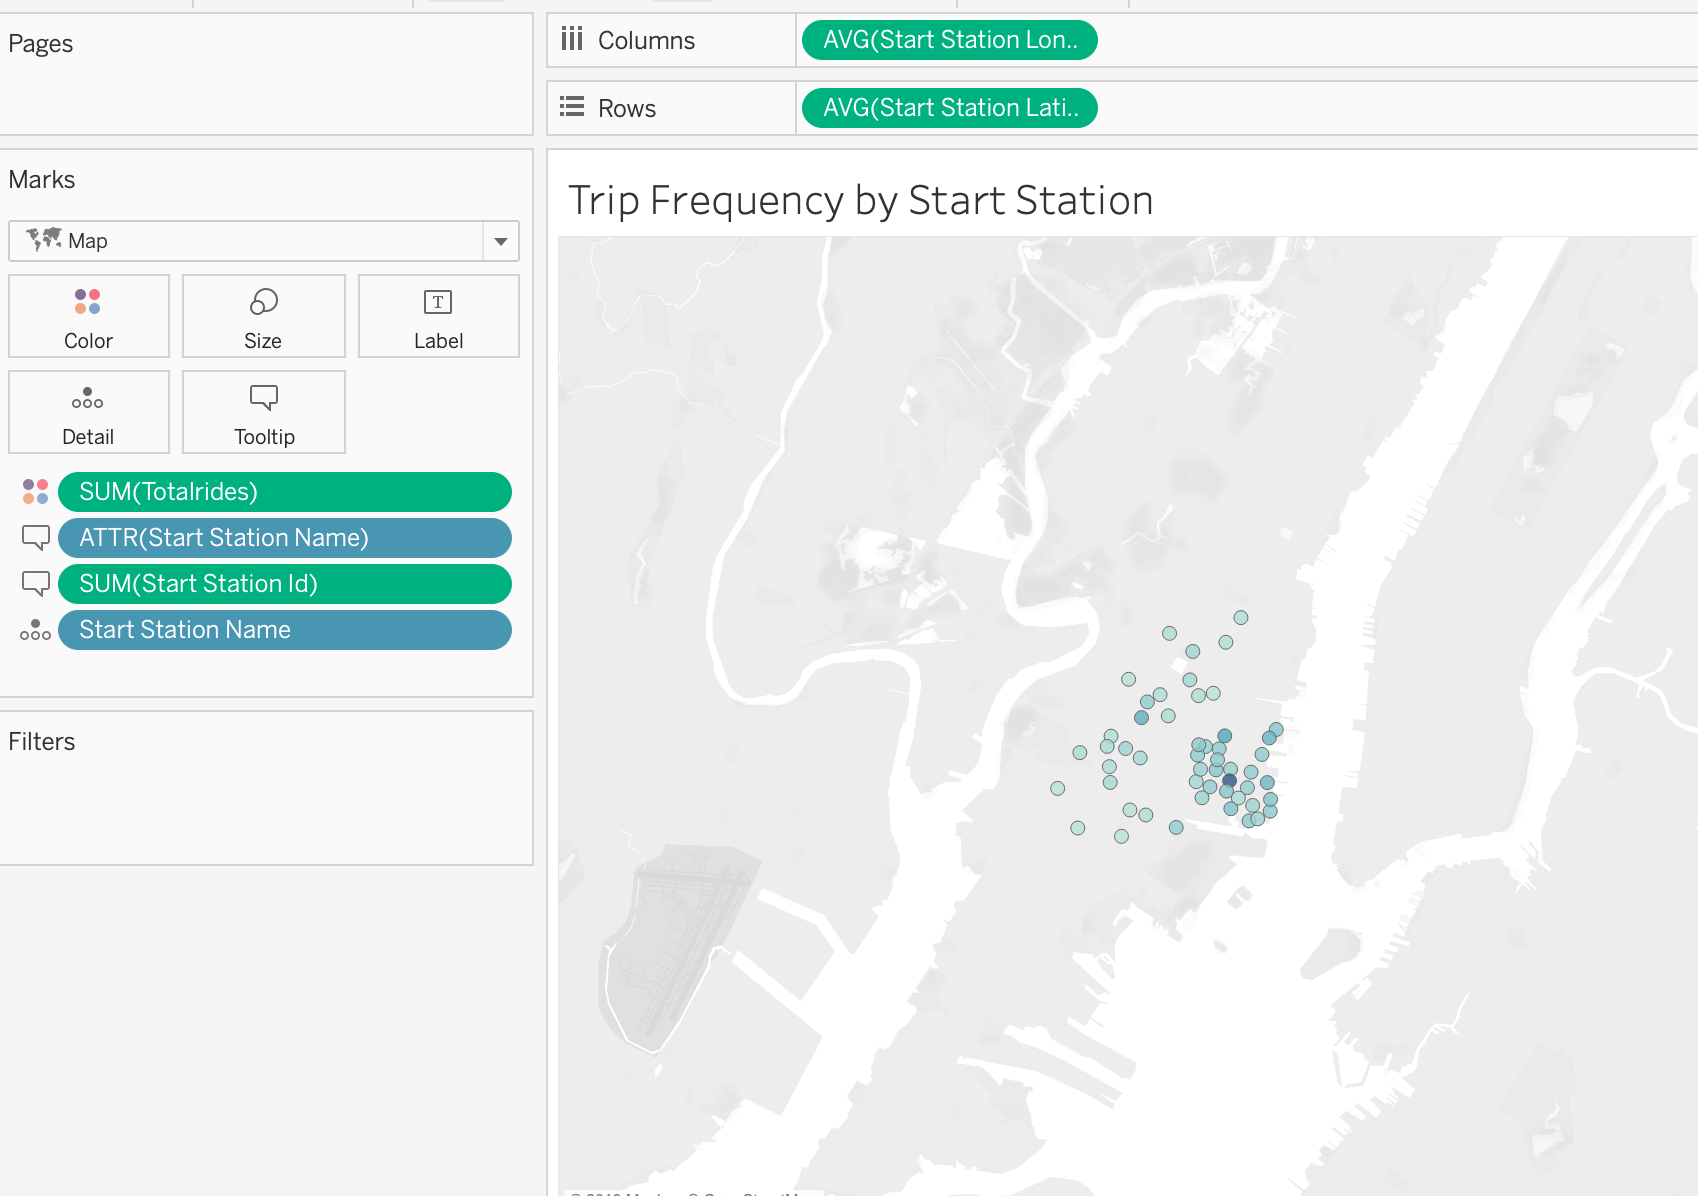 Pages
Columns
AVG(Start Station Lon..
Rows
AVG(Start Station Lati..
Marks
Map
Color
Size
T
Label
Detail
Tooltip
SUM(Totalrides)
ATTR(Start Station Name)
SUM(Start Station Id)
Start Station Name
Filters
Trip Frequency by Start Station